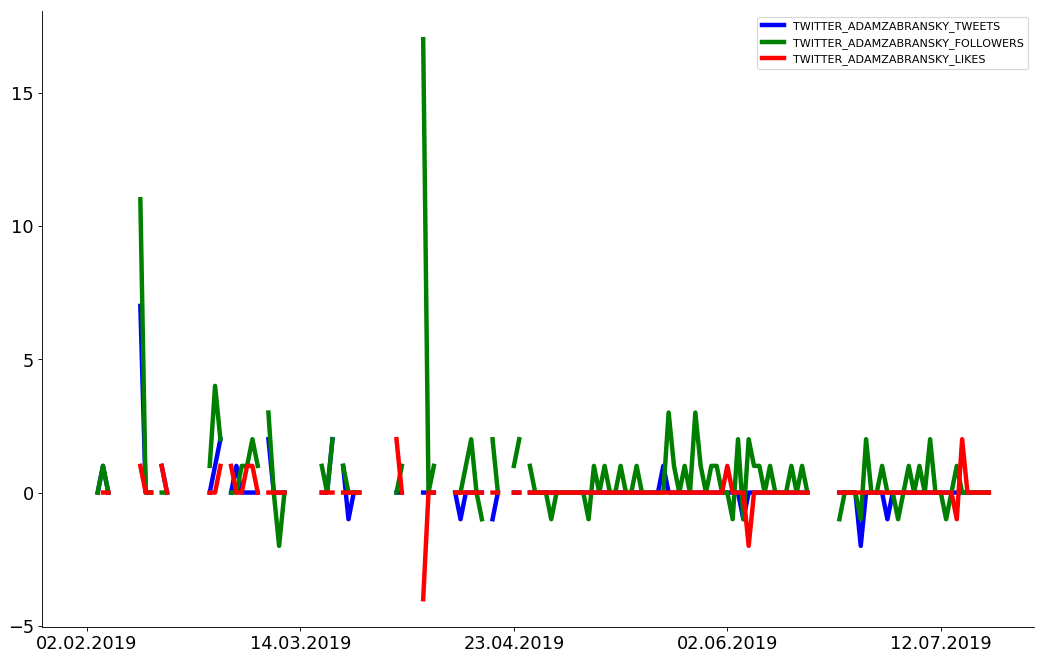 TWITTER_ADAMZABRANSKY_TWEETS
TWITTER_ADAMZABRANSKY_FOLLOWERS
TWITTER_ADAMZABRANSKY_LIKES
15
10
5
0
−5
02.02.2019 14.03.2019 23.04.2019 02.06.2019 12.07.2019